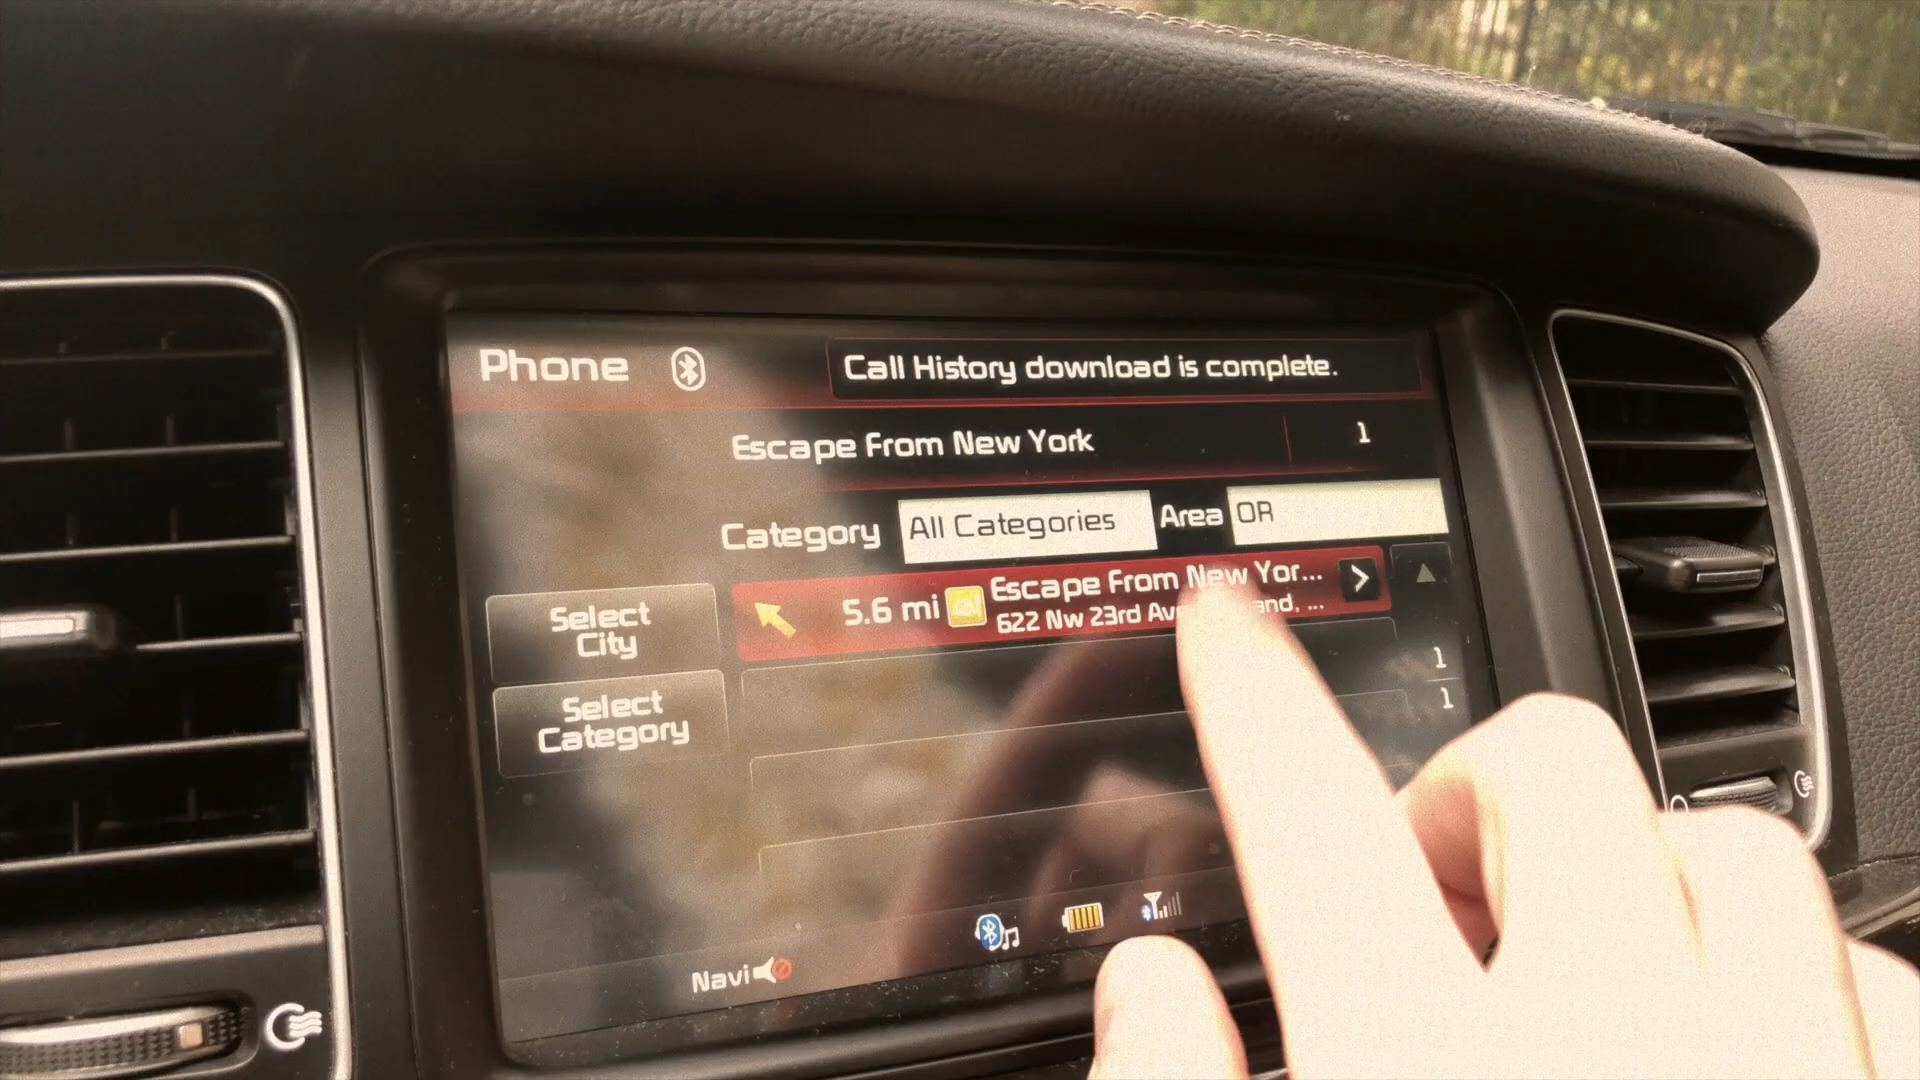 Phone
Call History download is complete.
Escape From New York 1
Category All Categories Area OR
Select
City
5.6 mi Escape From New Yor...
622 Nw 23rd ...
Select
Category
1
1
Navi